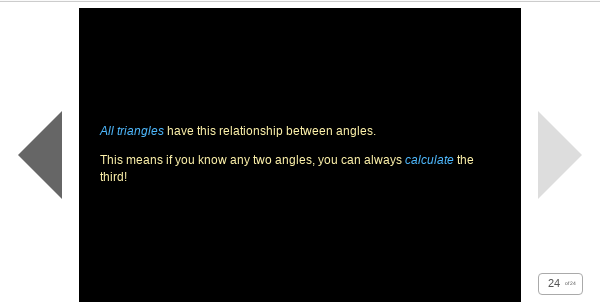 All triangles have this relationship between angles.
This means if you know any two angles, you can always calculate the
third!
24 of 24